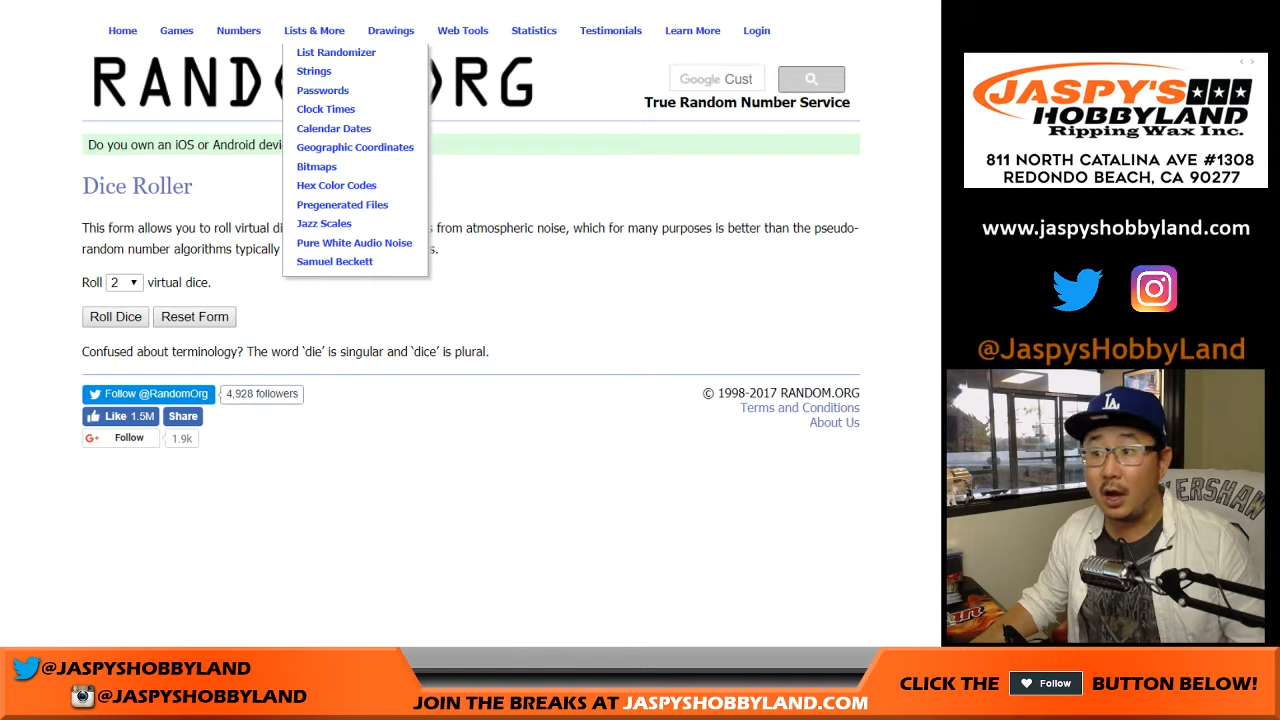 Home Games Numbers Lists & More Drawings Web Tools Statistics Testimonials Learn More Login
List Randomizer
Strings
Passwords
Clock Times
Calendar Dates
Geographic Coordinates
Bitmaps
Hex Color Codes
Pregenerated Files
Jazz Scales
Pure White Audio Noise
Samuel Beckett
RAND ORG
Google Cust
True Random Number Service
Do you own an iOS or Android devi
Dice Roller
This form allows you to roll virtual di s from atmospheric noise, which for many purposes is better than the pseudo-
random number algorithms typically s.
Roll 2 virtual dice.
Roll Dice Reset Form
Confused about terminology? The word 'die' is singular and 'dice' is plural.
Follow @RandomOrg 4,928 followers
Like 1.5M Share
G+ Follow 1.9k
© 1998-2017 RANDOM.ORG
Terms and Conditions
About Us
JASPY'S
HOBBYLAND
Ripping Wax Inc.
811 NORTH CATALINA AVE #1308
REDONDO BEACH, CA 90277
www.jaspyshobbyland.com
@JaspysHobbyLand
LA
KERSHAW
@JASPYSHOBBYLAND
@JASPYSHOBBYLAND
JOIN THE BREAKS AT JASPYSHOBBYLAND.COM
CLICK THE Follow BUTTON BELOW!